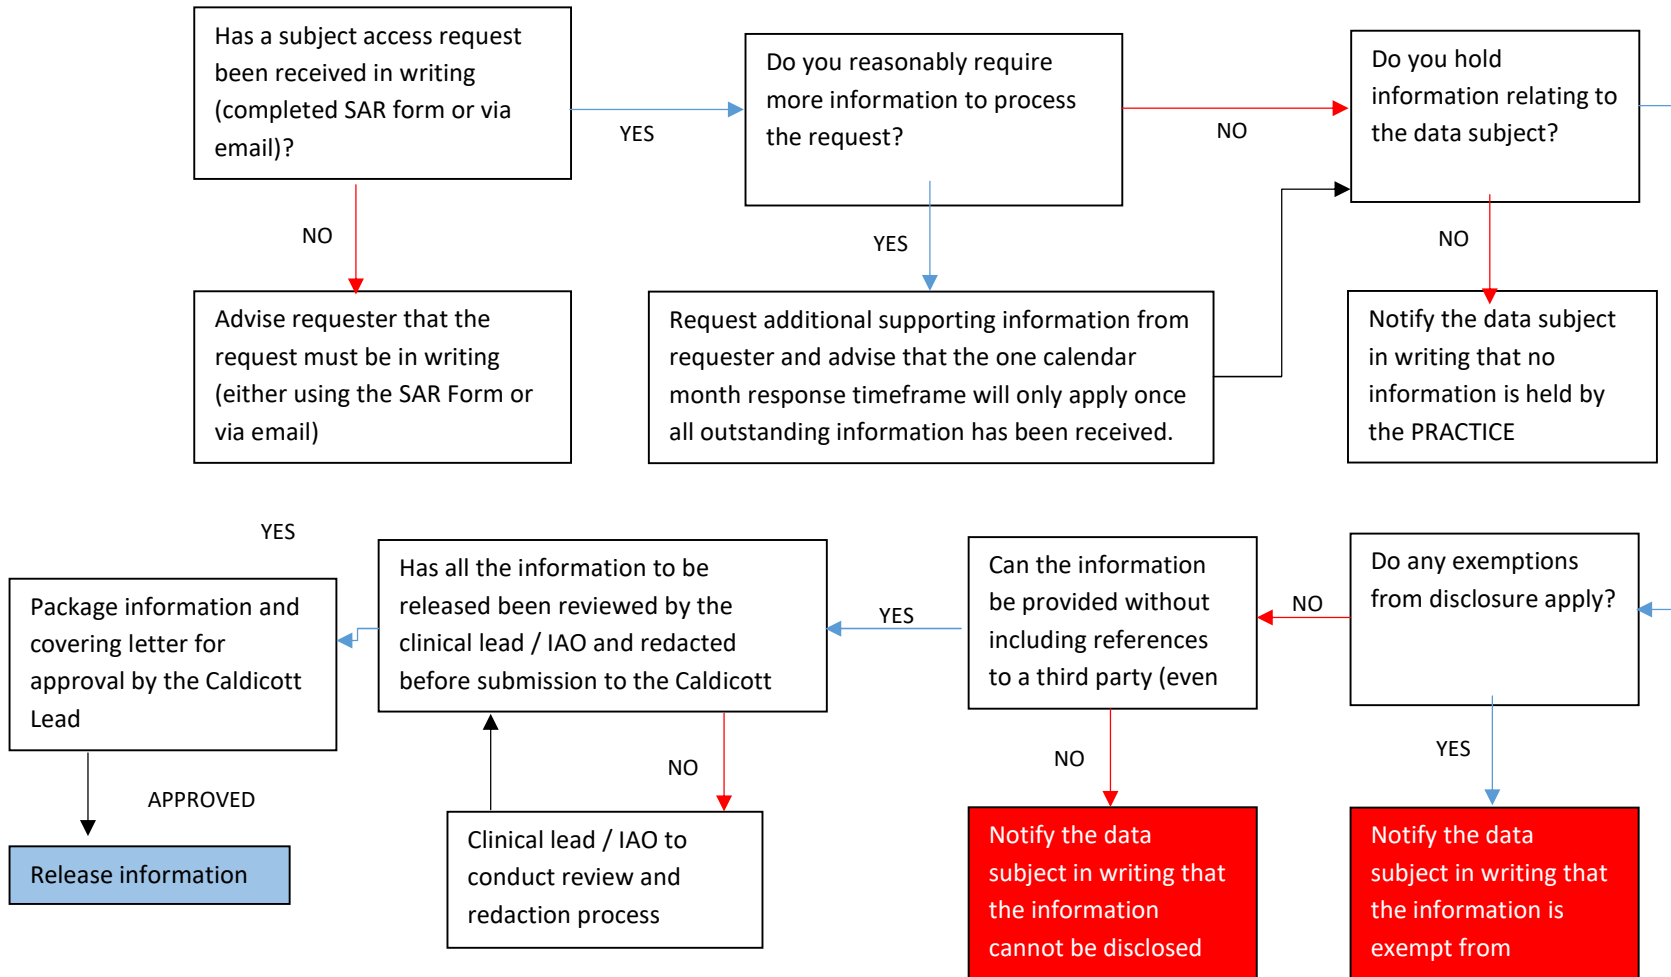 Has a subject access request
been received in writing
(completed SAR form or via
email)?
YES
Do you reasonably require
more information to process
the request?
NO
Do you hold
information relating to
the data subject?
NO
YES
NO
Advise requester that the
request must be in writing
(either using the SAR Form or
via email)
Request additional supporting information from
requester and advise that the one calendar
month response timeframe will only apply once
all outstanding information has been received.
Notify the data subject
in writing that no
information is held by
the PRACTICE
Do any exemptions
from disclosure apply?
NO
YES
Can the information
be provided without
including references
to a third party (even
YES
NO
Has all the information to be
released been reviewed by the
clinical lead / IAO and redacted
before submission to the Caldicott
YES
NO
Package information and
covering letter for
approval by the Caldicott
Lead
APPROVED
Release information
Clinical lead / IAO to
conduct review and
redaction process
Notify the data
subject in writing that
the information
cannot be disclosed
Notify the data
subject in writing that
the information is
exempt from